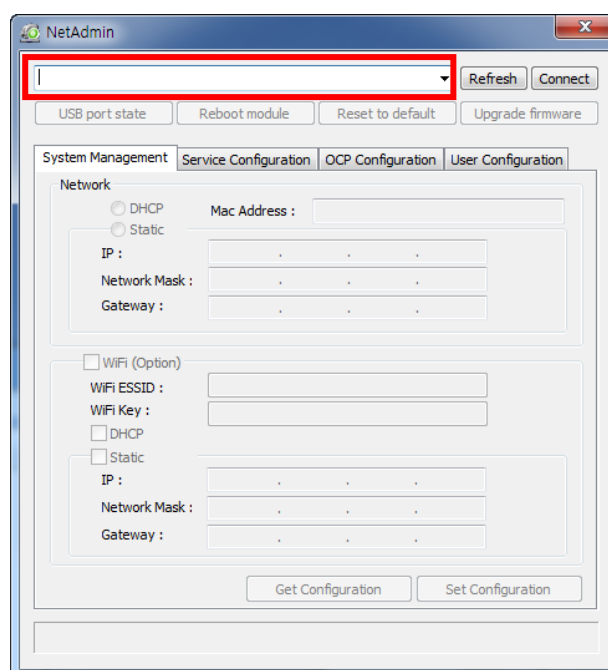 NetAdmin
Refresh Connect
USB port state Reboot module Reset to default Upgrade firmware
System Management Service Configuration OCP Configuration User Configuration
Network
DHCP Mac Address :
Static
IP : . . .
Network Mask : . . .
Gateway : . . .
WiFi (Option)
WiFi ESSID :
WiFi Key :
DHCP
Static
IP : . . .
Network Mask : . . .
Gateway : . . .
Get Configuration Set Configuration